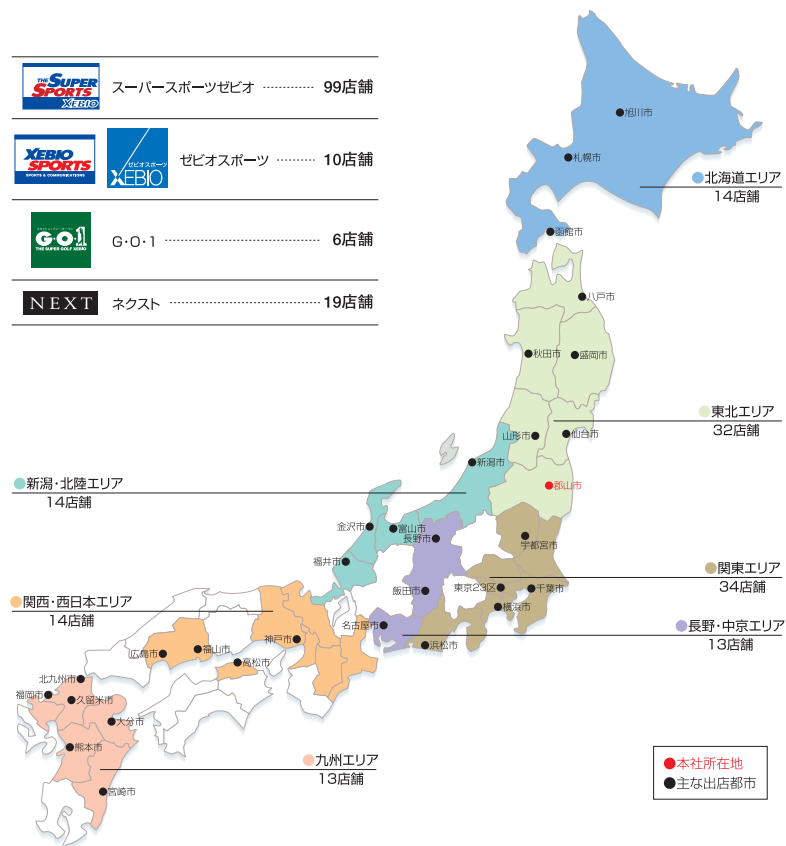 THE SUPER SPORTS XEBIO
スーパースポーツゼビオ ………… 99店舗
XEBIO SPORTS
SPORTS & COMMUNICATIONS
ゼビオスポーツ
XEBIO
ゼビオスポーツ ……… 10店舗
G・O・1
THE SUPER GOLF XEBIO
G・O・1 ………… 6店舗
NEXT
ネクスト ………… 19店舗
旭川市
札幌市
北海道エリア
14店舗
函館市
八戸市
秋田市
盛岡市
東北エリア
32店舗
山形市
仙台市
新潟市
郡山市
新潟・北陸エリア
14店舗
金沢市
富山市
長野市
宇都宮市
福井市
関東エリア
34店舗
飯田市
東京23区
千葉市
横浜市
関西・西日本エリア
14店舗
名古屋市
長野・中京エリア
13店舗
浜松市
神戸市
福山市
広島市
高松市
北九州市
福岡市
久留米市
大分市
熊本市
九州エリア
13店舗
宮崎市
本社所在地
主な出店都市